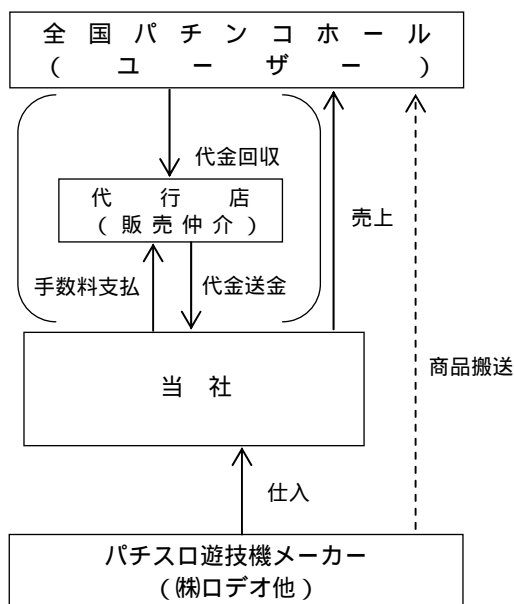 全国パチンコホール
(ユーザー)
代金回収
代行店
(販売仲介)
売上
手数料支払
代金送金
当社
商品搬送
仕入
パチスロ遊技機メーカー
(㈱ロデオ他)